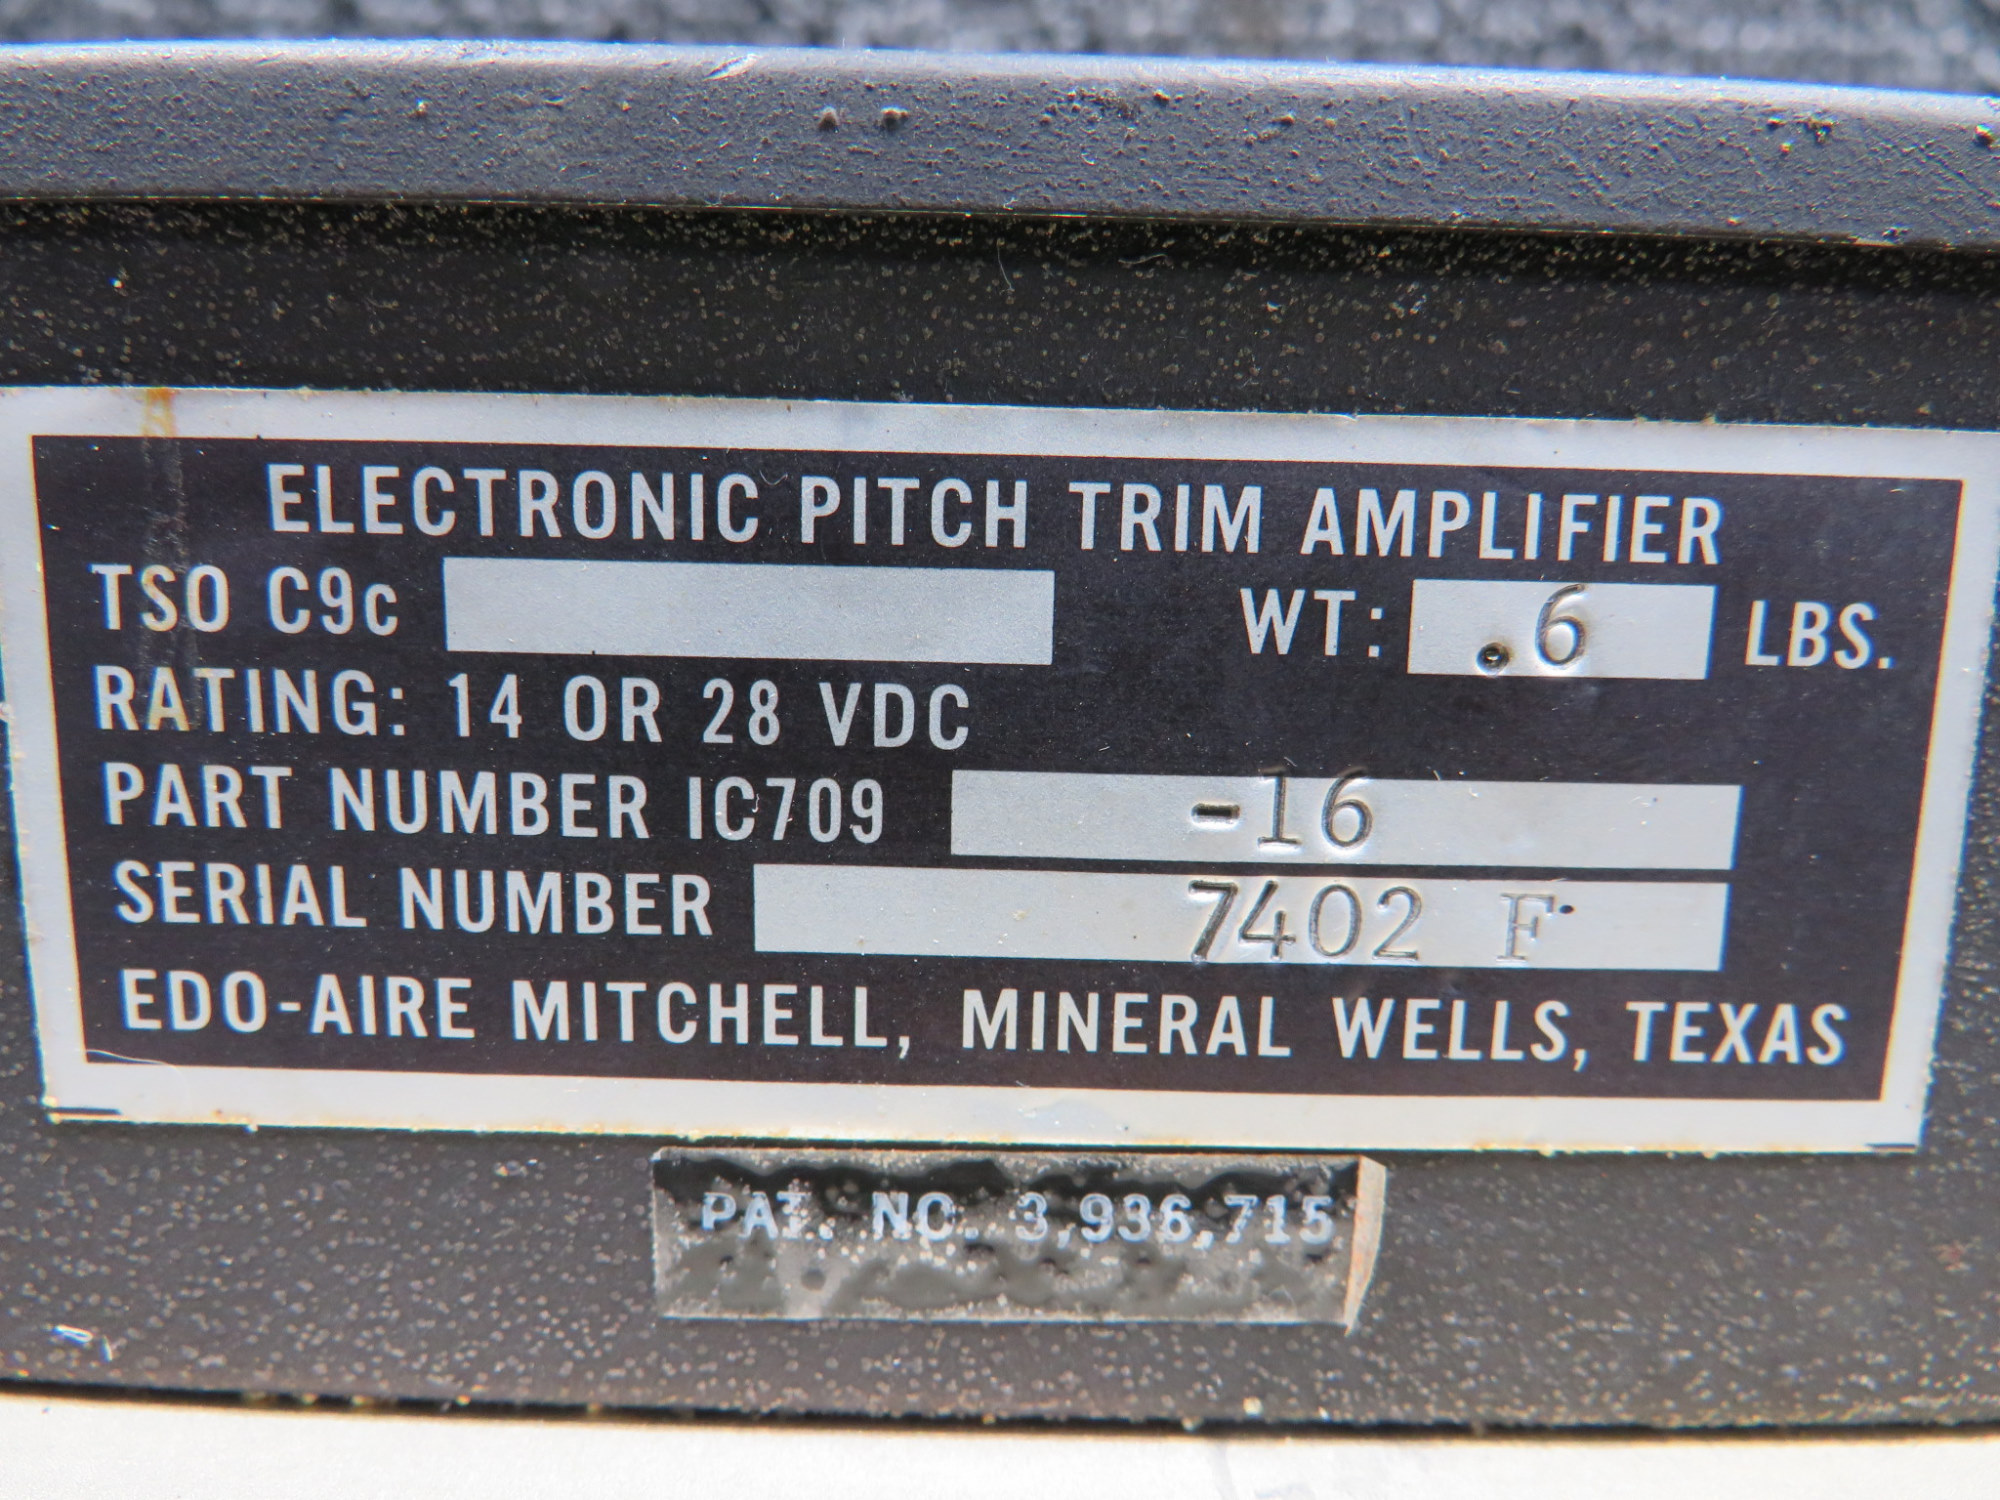 ELECTRONIC PITCH TRIM AMPLIFIER
TSO C9c WT: .6 LBS.
RATING: 14 OR 28 VDC
PART NUMBER IC709 -16
SERIAL NUMBER 7402 F
EDO-AIRE MITCHELL, MINERAL WELLS, TEXAS
PAT. NO. 3,936,715